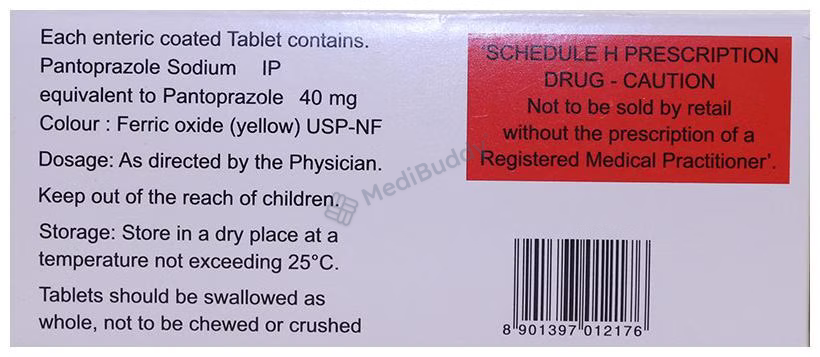 Each enteric coated Tablet contains.
Pantoprazole Sodium IP
equivalent to Pantoprazole 40 mg
Colour : Ferric oxide (yellow) USP-NF
Dosage: As directed by the Physician.
Keep out of the reach of children.
Storage: Store in a dry place at a
temperature not exceeding 25°C.
Tablets should be swallowed as
whole, not to be chewed or crushed
'SCHEDULE H PRESCRIPTION
DRUG - CAUTION
Not to be sold by retail
without the prescription of a
Registered Medical Practitioner'.
MediBuddy
8 901397 012176